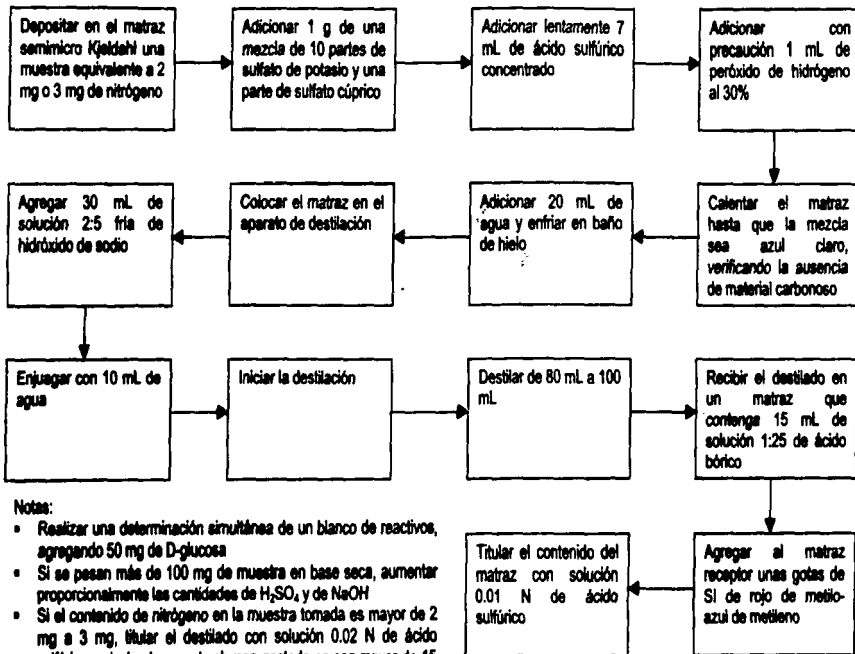 Depositar en el matraz
semimicro Kjeldahl una
muestra equivalente a 2
mg o 3 mg de nitrógeno
Adicionar 1 g de una
mezcla de 10 partes de
sulfato de potasio y una
parte de sulfato cúprico
Adicionar lentamente 7
mL de ácido sulfúrico
concentrado
Adicionar con
precaución 1 mL de
peróxido de hidrógeno
al 30%
Calentar el matraz
hasta que la mezcla
sea azul claro,
verificando la ausencia
de material carbonoso
Adicionar 20 mL de
agua y enfriar en baño
de hielo
Colocar el matraz en el
aparato de destilación
Agregar 30 mL de
solución 2:5 fría de
hidróxido de sodio
Enjuagar con 10 mL de
agua
Iniciar la destilación
Destilar de 80 mL a 100
mL
Recibir el destilado en
un matraz que
contenga 15 mL de
solución 1:25 de ácido
bórico
Agregar al matraz
receptor unas gotas de
SI de rojo de metilo-
azul de metileno
Titular el contenido del
matraz con solución
0.01 N de ácido
sulfúrico
Notas:
▪ Realizar una determinación simultánea de un blanco de reactivos,
agregando 50 mg de D-glucosa
▪ Si se pesan más de 100 mg de muestra en base seca, aumentar
proporcionalmente las cantidades de H₂SO₄ y de NaOH
▪ Si el contenido de nitrógeno en la muestra tomada es mayor de 2
mg a 3 mg, titular el destilado con solución 0.02 N de ácido